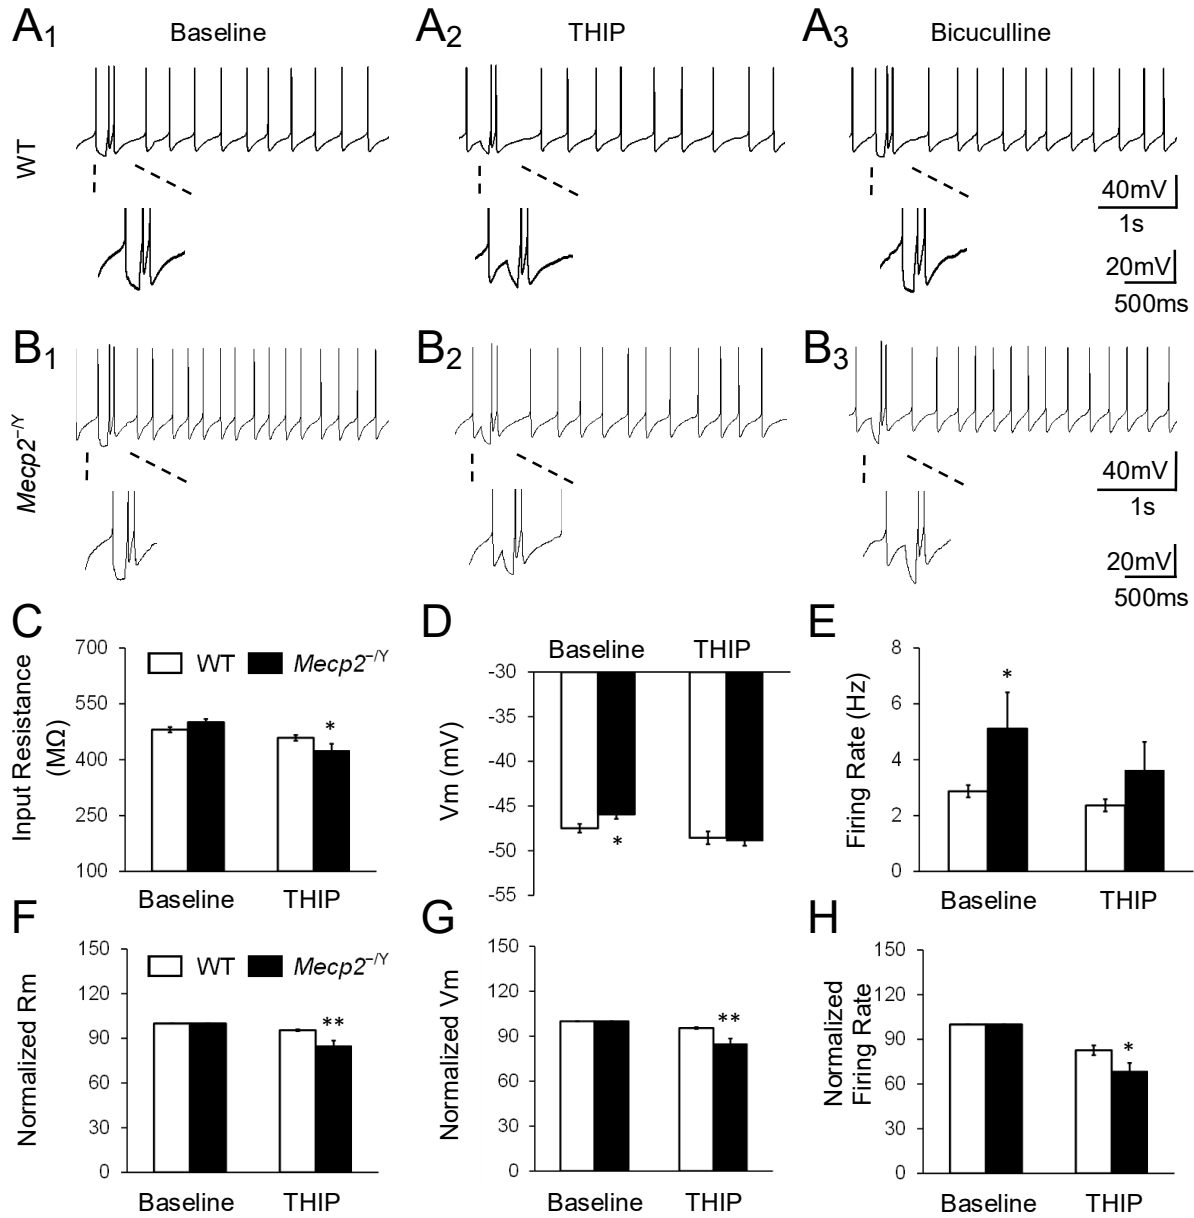 A1 Baseline A2 THIP A3 Bicuculline
WT
40mV
1s
20mV
500ms
B1 B2 B3
Mecp2−/Y
40mV
1s
20mV
500ms
C
Input Resistance
(MΩ)
700
550
400
250
100
WT Mecp2−/Y
*
Baseline THIP
D
Baseline THIP
Vm (mV)
-30
-35
-40
-45
-50
-55
*
E
Firing Rate (Hz)
8
6
4
2
0
*
Baseline THIP
F
Normalized Rm
150
120
90
60
30
0
WT Mecp2−/Y
**
Baseline THIP
G
Normalized Vm
150
120
90
60
30
0
**
Baseline THIP
H
Normalized
Firing Rate
150
120
90
60
30
0
*
Baseline THIP